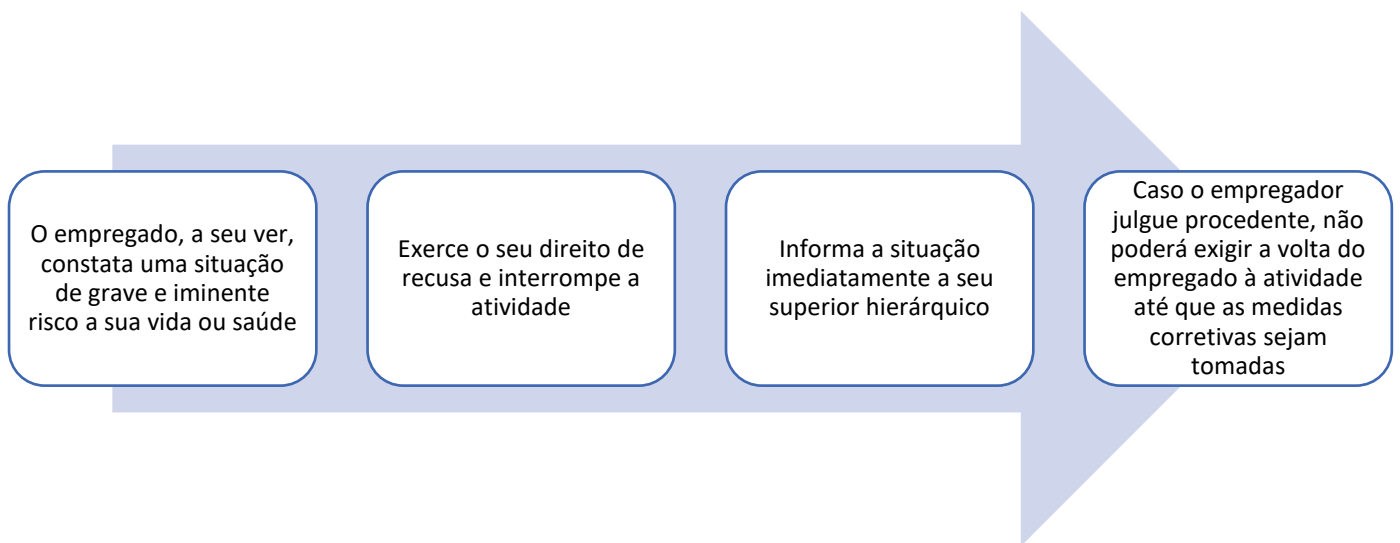 O empregado, a seu ver,
constata uma situação
de grave e iminente
risco a sua vida ou saúde
Exerce o seu direito de
recusa e interrompe a
atividade
Informa a situação
imediatamente a seu
superior hierárquico
Caso o empregador
julgue procedente, não
poderá exigir a volta do
empregado à atividade
até que as medidas
corretivas sejam
tomadas